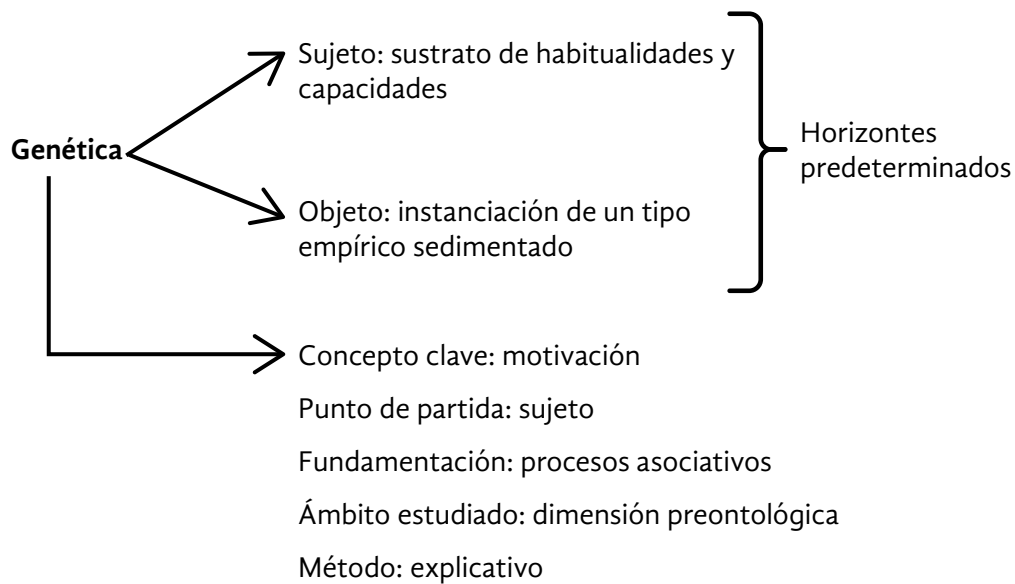 Sujeto: sustrato de habitualidades y
capacidades
Genética
Horizontes
predeterminados
Objeto: instanciación de un tipo
empírico sedimentado
Concepto clave: motivación
Punto de partida: sujeto
Fundamentación: procesos asociativos
Ámbito estudiado: dimensión preontológica
Método: explicativo